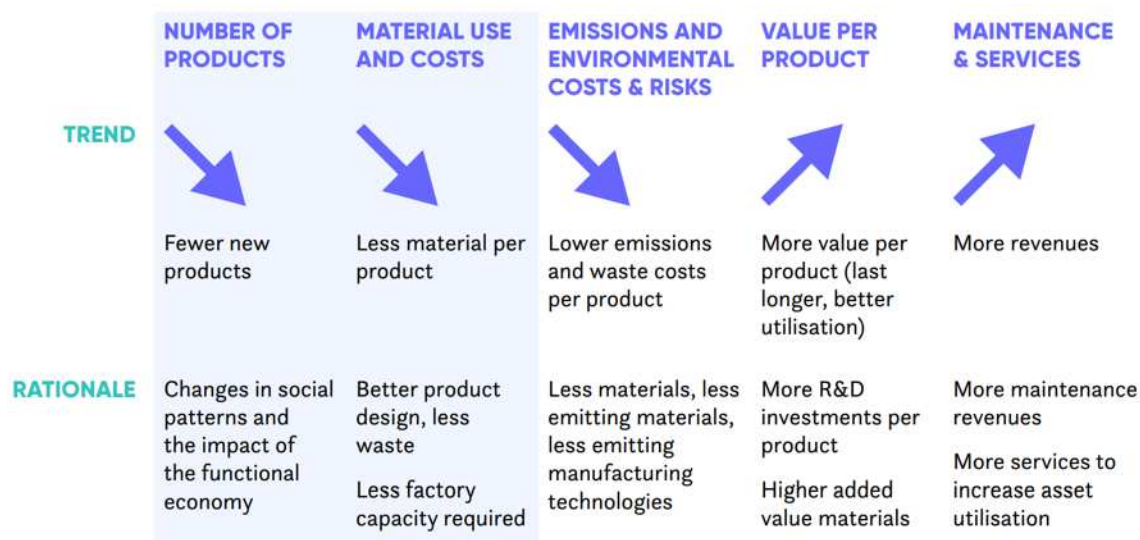 NUMBER OF
PRODUCTS
MATERIAL USE
AND COSTS
EMISSIONS AND
ENVIRONMENTAL
COSTS & RISKS
VALUE PER
PRODUCT
MAINTENANCE
& SERVICES
TREND
Fewer new
products
Less material per
product
Lower emissions
and waste costs
per product
More value per
product (last
longer, better
utilisation)
More revenues
RATIONALE
Changes in social
patterns and
the impact of
the functional
economy
Better product
design, less
waste
Less factory
capacity required
Less materials, less
emitting materials,
less emitting
manufacturing
technologies
More R&D
investments per
product
Higher added
value materials
More maintenance
revenues
More services to
increase asset
utilisation